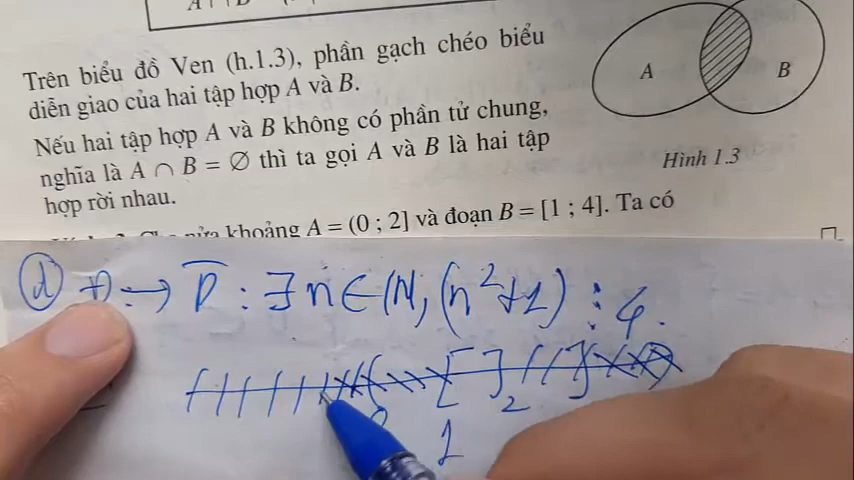 Trên biểu đồ Ven (h.1.3), phần gạch chéo biểu
diễn giao của hai tập hợp A và B.
Nếu hai tập hợp A và B không có phần tử chung,
nghĩa là A ∩ B = ∅ thì ta gọi A và B là hai tập
hợp rời nhau.
A B
Hình 1.3
nửa khoảng A = (0 ; 2] và đoạn B = [1 ; 4]. Ta có
d → P̅ : ∃ n ∈ ℕ, (n²+1) ⋮ 4.
[ ] ]
2
1